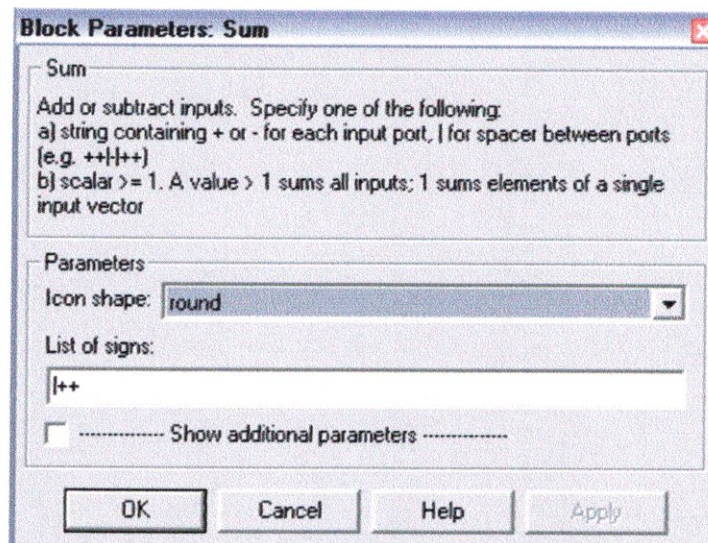 Block Parameters: Sum
Sum
Add or subtract inputs. Specify one of the following:
a) string containing + or - for each input port, | for spacer between ports
(e.g. ++|-|++)
b) scalar >= 1. A value > 1 sums all inputs; 1 sums elements of a single
input vector
Parameters
Icon shape: round
List of signs:
|++
-------------- Show additional parameters --------------
OK Cancel Help Apply